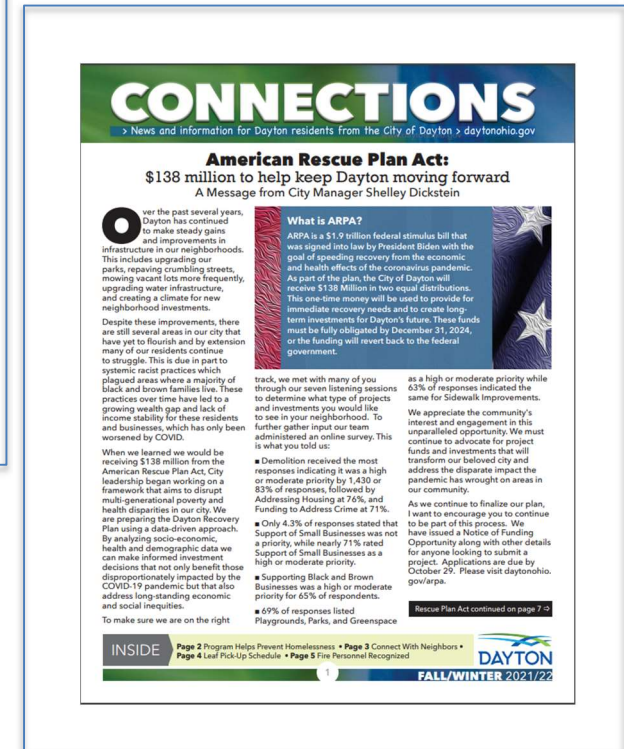 CONNECTIONS
> News and information for Dayton residents from the City of Dayton > daytonohio.gov
American Rescue Plan Act:
$138 million to help keep Dayton moving forward
A Message from City Manager Shelley Dickstein
Over the past several years,
Dayton has continued
to make steady gains
and improvements in
infrastructure in our neighborhoods.
This includes upgrading our
parks, repaving crumbling streets,
mowing vacant lots more frequently,
upgrading water infrastructure,
and creating a climate for new
neighborhood investments.
Despite these improvements, there
are still several areas in our city that
have yet to flourish and by extension
many of our residents continue
to struggle. This is due in part to
systemic racist practices which
plagued areas where a majority of
black and brown families live. These
practices over time have led to a
growing wealth gap and lack of
income stability for these residents
and businesses, which has only been
worsened by COVID.
When we learned we would be
receiving $138 million from the
American Rescue Plan Act, City
leadership began working on a
framework that aims to disrupt
multi-generational poverty and
health disparities in our city. We
are preparing the Dayton Recovery
Plan using a data-driven approach.
By analyzing socio-economic,
health and demographic data we
can make informed investment
decisions that not only benefit those
disproportionately impacted by the
COVID-19 pandemic but that also
address long-standing economic
and social inequities.
To make sure we are on the right
What is ARPA?
ARPA is a $1.9 trillion federal stimulus bill that
was signed into law by President Biden with the
goal of speeding recovery from the economic
and health effects of the coronavirus pandemic.
As part of the plan, the City of Dayton will
receive $138 Million in two equal distributions.
This one-time money will be used to provide for
immediate recovery needs and to create long-
term investments for Dayton's future. These funds
must be fully obligated by December 31, 2024,
or the funding will revert back to the federal
government.
track, we met with many of you
through our seven listening sessions
to determine what type of projects
and investments you would like
to see in your neighborhood. To
further gather input our team
administered an online survey. This
is what you told us:
■ Demolition received the most
responses indicating it was a high
or moderate priority by 1,430 or
83% of responses, followed by
Addressing Housing at 76%, and
Funding to Address Crime at 71%.
■ Only 4.3% of responses stated that
Support of Small Businesses was not
a priority, while nearly 71% rated
Support of Small Businesses as a
high or moderate priority.
■ Supporting Black and Brown
Businesses was a high or moderate
priority for 65% of respondents.
■ 69% of responses listed
Playgrounds, Parks, and Greenspace
as a high or moderate priority while
63% of responses indicated the
same for Sidewalk Improvements.
We appreciate the community's
interest and engagement in this
unparalleled opportunity. We must
continue to advocate for project
funds and investments that will
transform our beloved city and
address the disparate impact the
pandemic has wrought on areas in
our community.
As we continue to finalize our plan,
I want to encourage you to continue
to be part of this process. We
have issued a Notice of Funding
Opportunity along with other details
for anyone looking to submit a
project. Applications are due by
October 29. Please visit daytonohio.
gov/arpa.
Rescue Plan Act continued on page 7 ⇨
INSIDE
Page 2 Program Helps Prevent Homelessness • Page 3 Connect With Neighbors •
Page 4 Leaf Pick-Up Schedule • Page 5 Fire Personnel Recognized
DAYTON
1
FALL/WINTER 2021/22